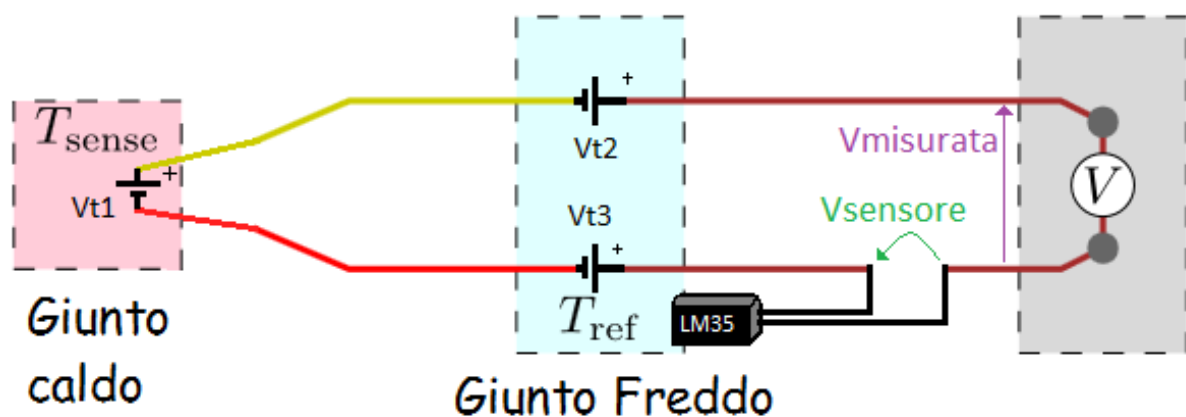 T_sense
Vt1
+
Giunto
caldo
+
Vt2
Vt3
+
T_ref
Giunto Freddo
LM35
Vmisurata
Vsensore
V